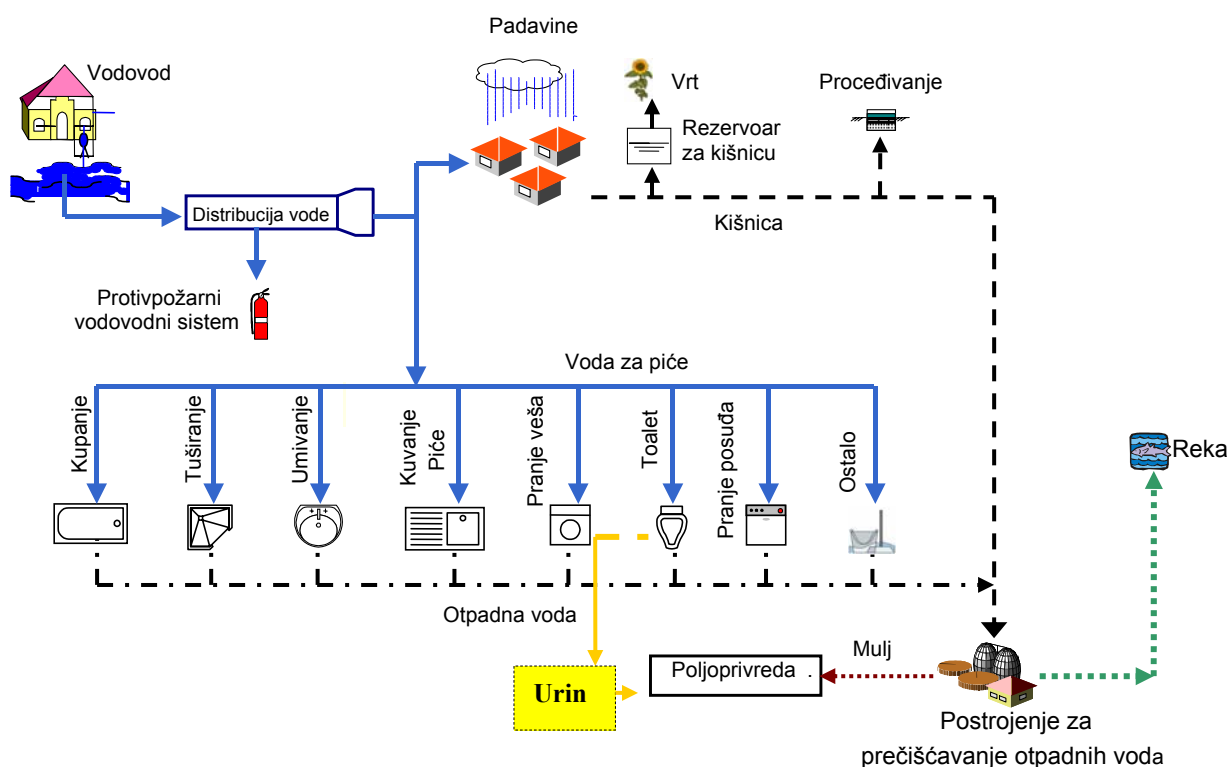 Padavine
Vodovod
Vrt
Proceđivanje
Rezervoar
za kišnicu
Distribucija vode
Kišnica
Protivpožarni
vodovodni sistem
Voda za piće
Kupanje
Tuširanje
Umivanje
Kuvanje
Piće
Pranje veša
Toalet
Pranje posuđa
Ostalo
Reka
Otpadna voda
Mulj
Poljoprivreda .
Urin
Postrojenje za
prečišćavanje otpadnih voda